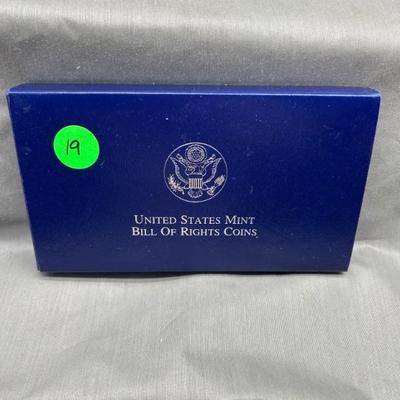 19
UNITED STATES MINT
BILL OF RIGHTS COINS